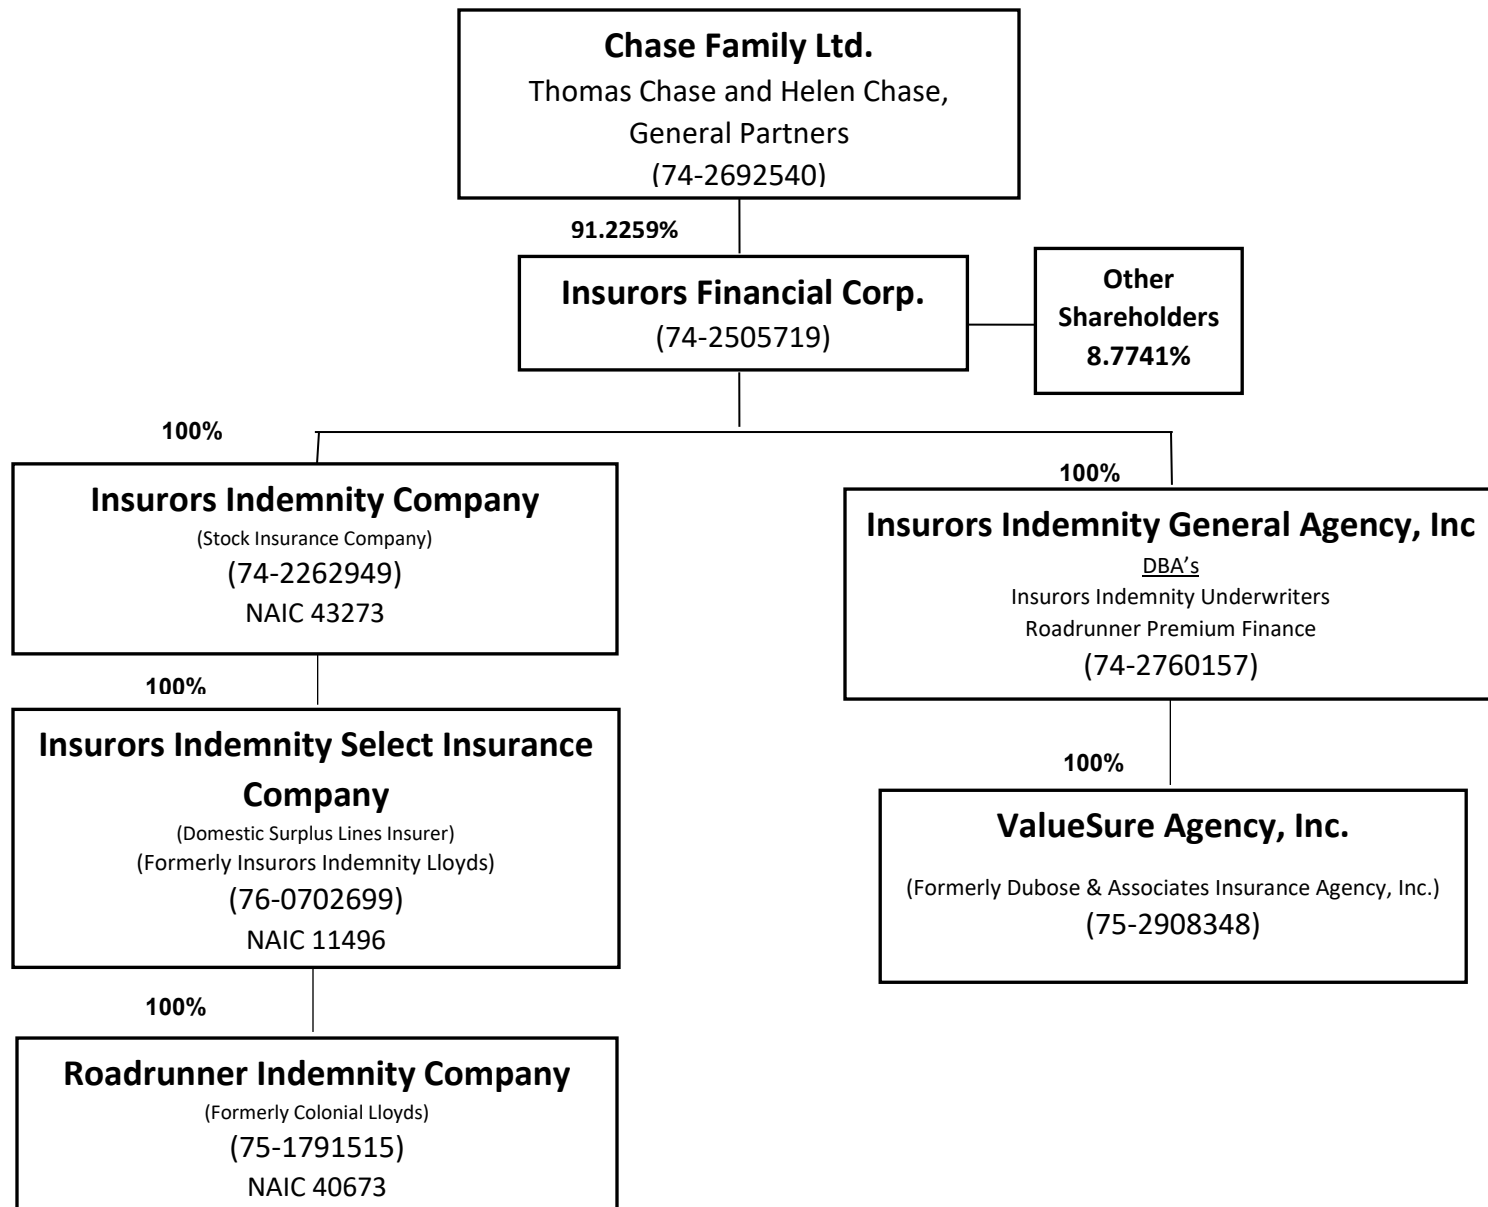 Chase Family Ltd.
Thomas Chase and Helen Chase,
General Partners
(74-2692540)
91.2259%
Insurors Financial Corp.
(74-2505719)
Other
Shareholders
8.7741%
100%
Insurors Indemnity Company
(Stock Insurance Company)
(74-2262949)
NAIC 43273
100%
Insurors Indemnity General Agency, Inc
DBA’s
Insurors Indemnity Underwriters
Roadrunner Premium Finance
(74-2760157)
100%
Insurors Indemnity Select Insurance
Company
(Domestic Surplus Lines Insurer)
(Formerly Insurors Indemnity Lloyds)
(76-0702699)
NAIC 11496
100%
ValueSure Agency, Inc.
(Formerly Dubose & Associates Insurance Agency, Inc.)
(75-2908348)
100%
Roadrunner Indemnity Company
(Formerly Colonial Lloyds)
(75-1791515)
NAIC 40673